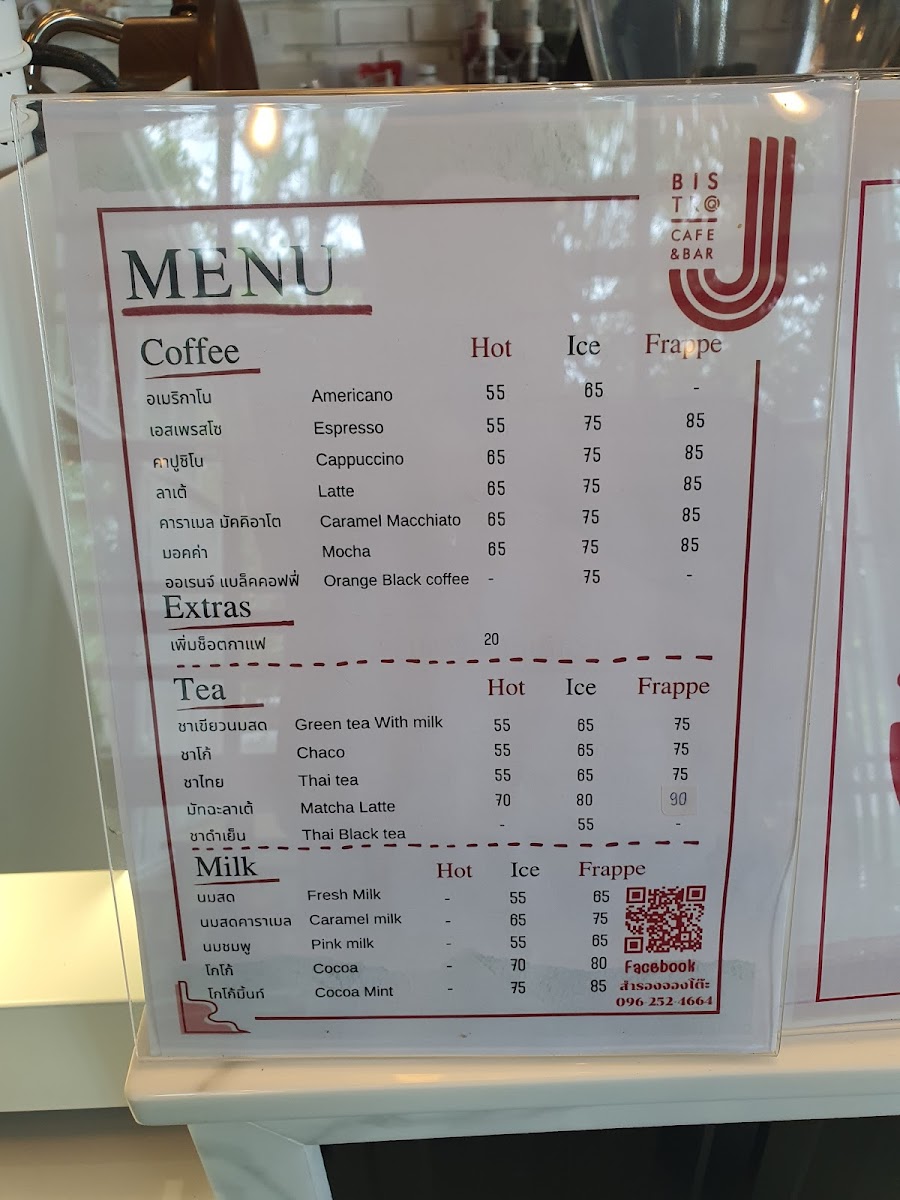 BIS
TR@
CAFE
&BAR
MENU
Coffee Hot Ice Frappe
อเมริกาโน Americano 55 65 -
เอสเพรสโซ Espresso 55 75 85
คาปูชิโน Cappuccino 65 75 85
ลาเต้ Latte 65 75 85
คาราเมล มัคคิอาโต Caramel Macchiato 65 75 85
มอคค่า Mocha 65 75 85
ออเรนจ์ แบล็คคอฟฟี่ Orange Black coffee - 75 -
Extras
เพิ่มช็อตกาแฟ 20
Tea Hot Ice Frappe
ชาเขียวนมสด Green tea With milk 55 65 75
ชาโก้ Chaco 55 65 75
ชาไทย Thai tea 55 65 75
มัทฉะลาเต้ Matcha Latte 70 80 90
ชาดำเย็น Thai Black tea - 55 -
Milk Hot Ice Frappe
นมสด Fresh Milk - 55 65
นมสดคาราเมล Caramel milk - 65 75
นมชมพู Pink milk - 55 65
โกโก้ Cocoa - 70 80
โกโก้มิ้นท์ Cocoa Mint - 75 85
Facebook
สำรองจองโต๊ะ
096-252-4664